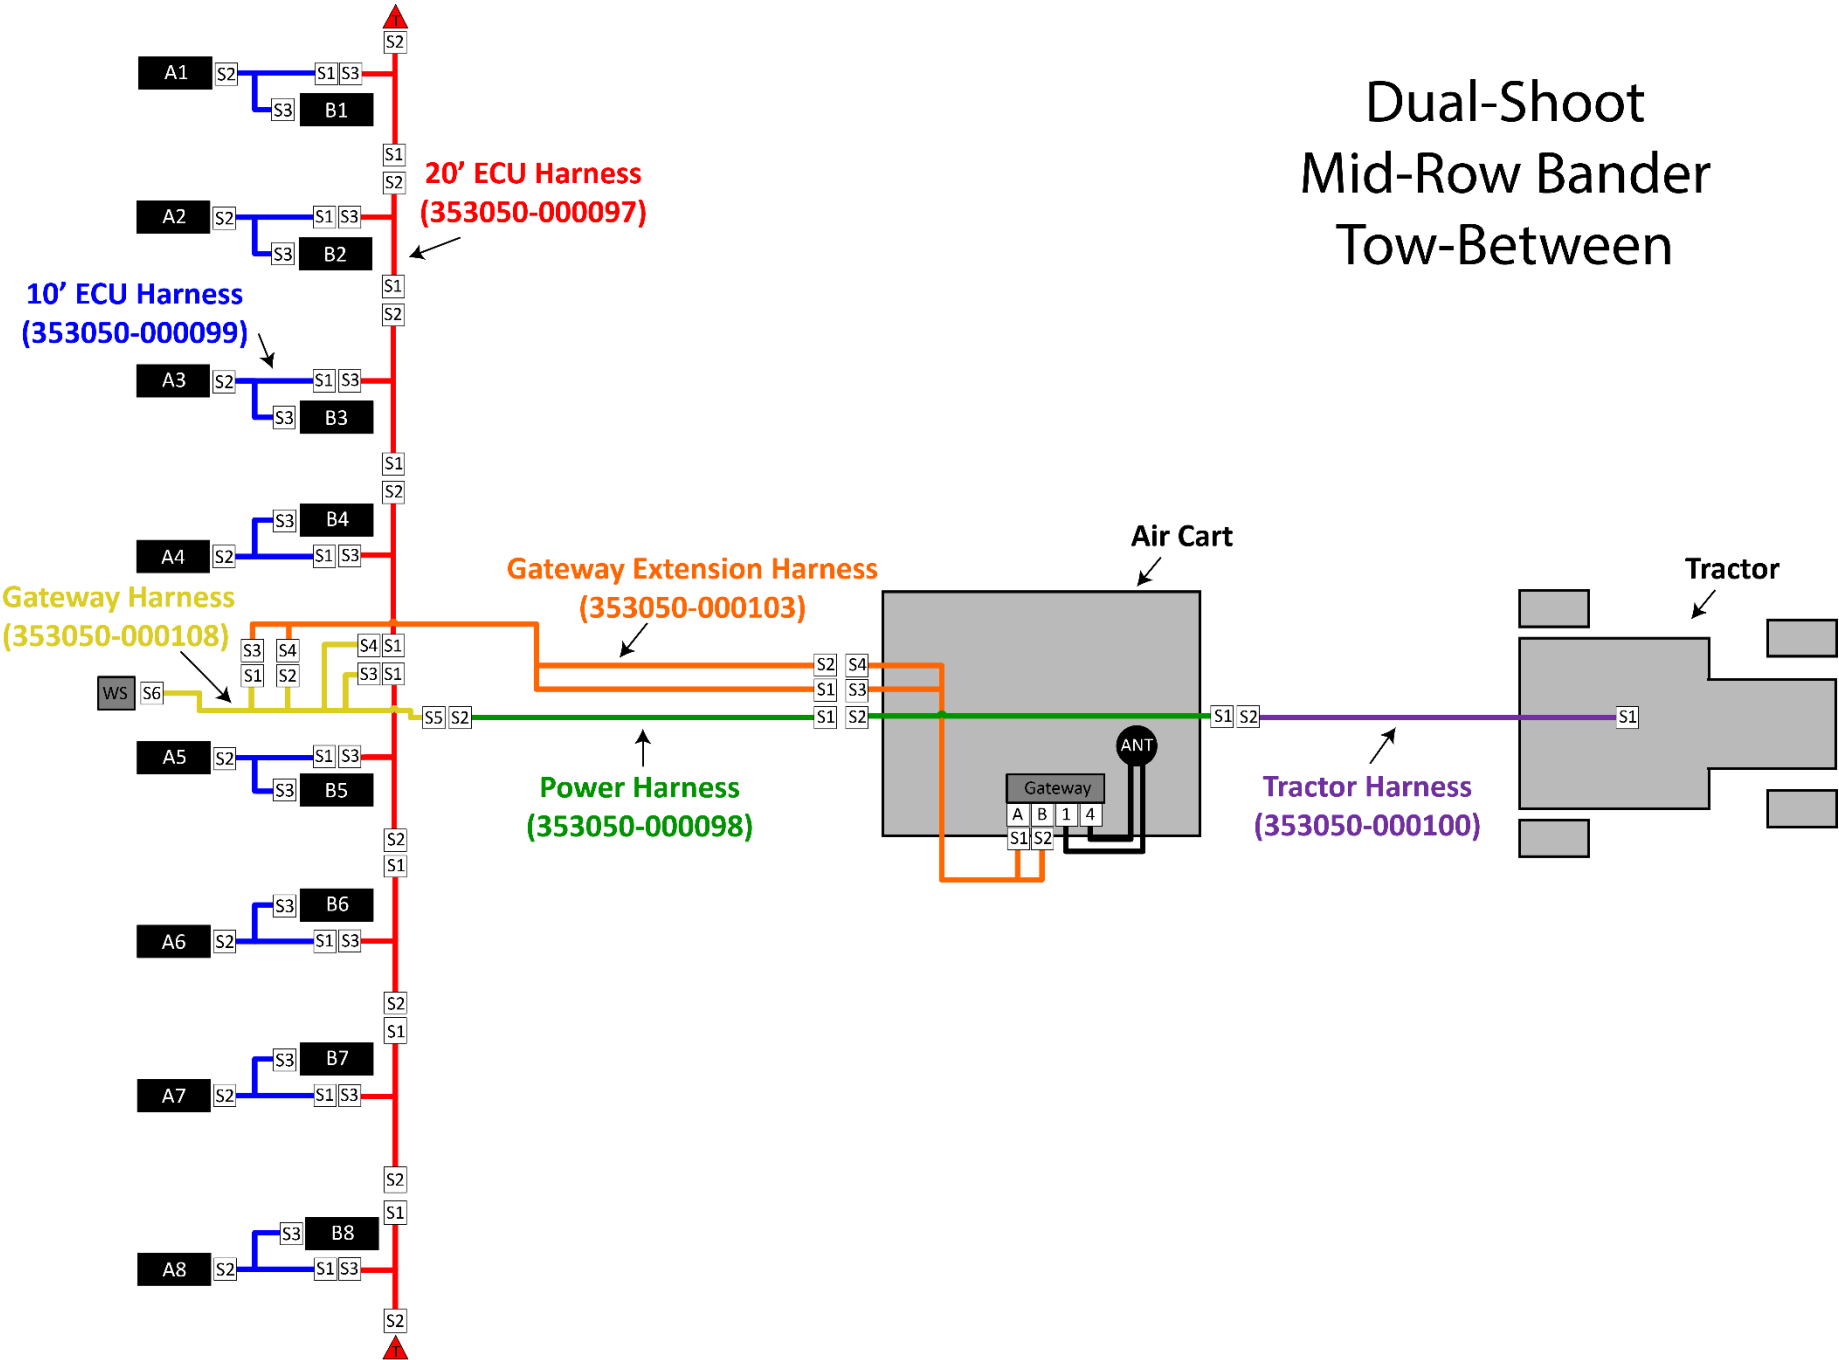 Dual-Shoot
Mid-Row Bander
Tow-Between
T
S2
A1 S2 S1 S3
S3 B1
S1
S2
20’ ECU Harness
(353050-000097)
A2 S2 S1 S3
S3 B2
S1
S2
10’ ECU Harness
(353050-000099)
A3 S2 S1 S3
S3 B3
S1
S2
S3 B4
A4 S2 S1 S3
Air Cart
Tractor
Gateway Extension Harness
(353050-000103)
Gateway Harness
(353050-000108)
S3 S4 S4 S1
S1 S2 S3 S1
WS S6
S2 S4
S1 S3
S5 S2 S1 S2 S1 S2 S1
ANT
Power Harness
(353050-000098)
Gateway
A B 1 4
S1 S2
Tractor Harness
(353050-000100)
A5 S2 S1 S3
S3 B5
S2
S1
S3 B6
A6 S2 S1 S3
S2
S1
S3 B7
A7 S2 S1 S3
S2
S1
S3 B8
A8 S2 S1 S3
S2
T